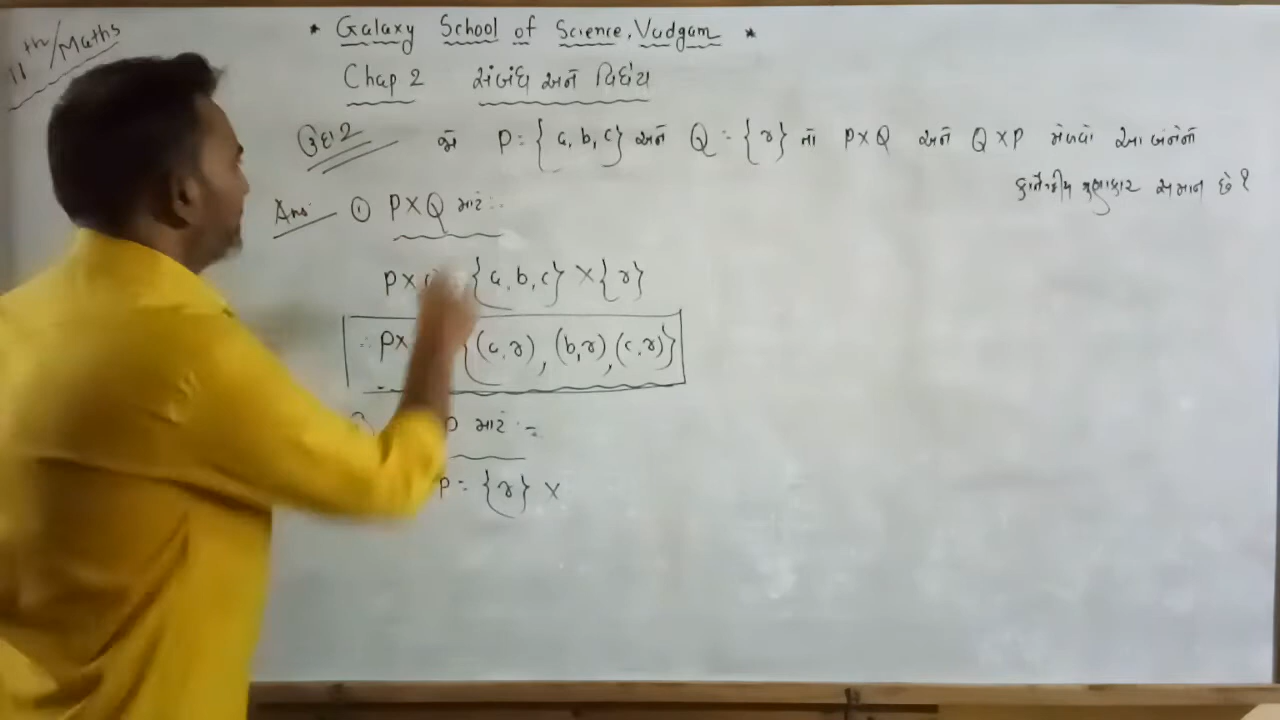 11th/Maths
* Galaxy School of Science, Vadgam *
Chap 2 સંબંધ અને વિધેય
ઉદા 2 જો P = { a, b, c } અને Q = { r } તો P×Q અને Q×P મેળવો આ બંનેનો
કાર્તેઝીય ગુણાકાર સમાન છે ?
Ans: ① P×Q માટે :-
P× {a, b, c} × {r}
∴ P× {(a, r), (b, r), (c, r)}
P માટે :-
P = {r} ×